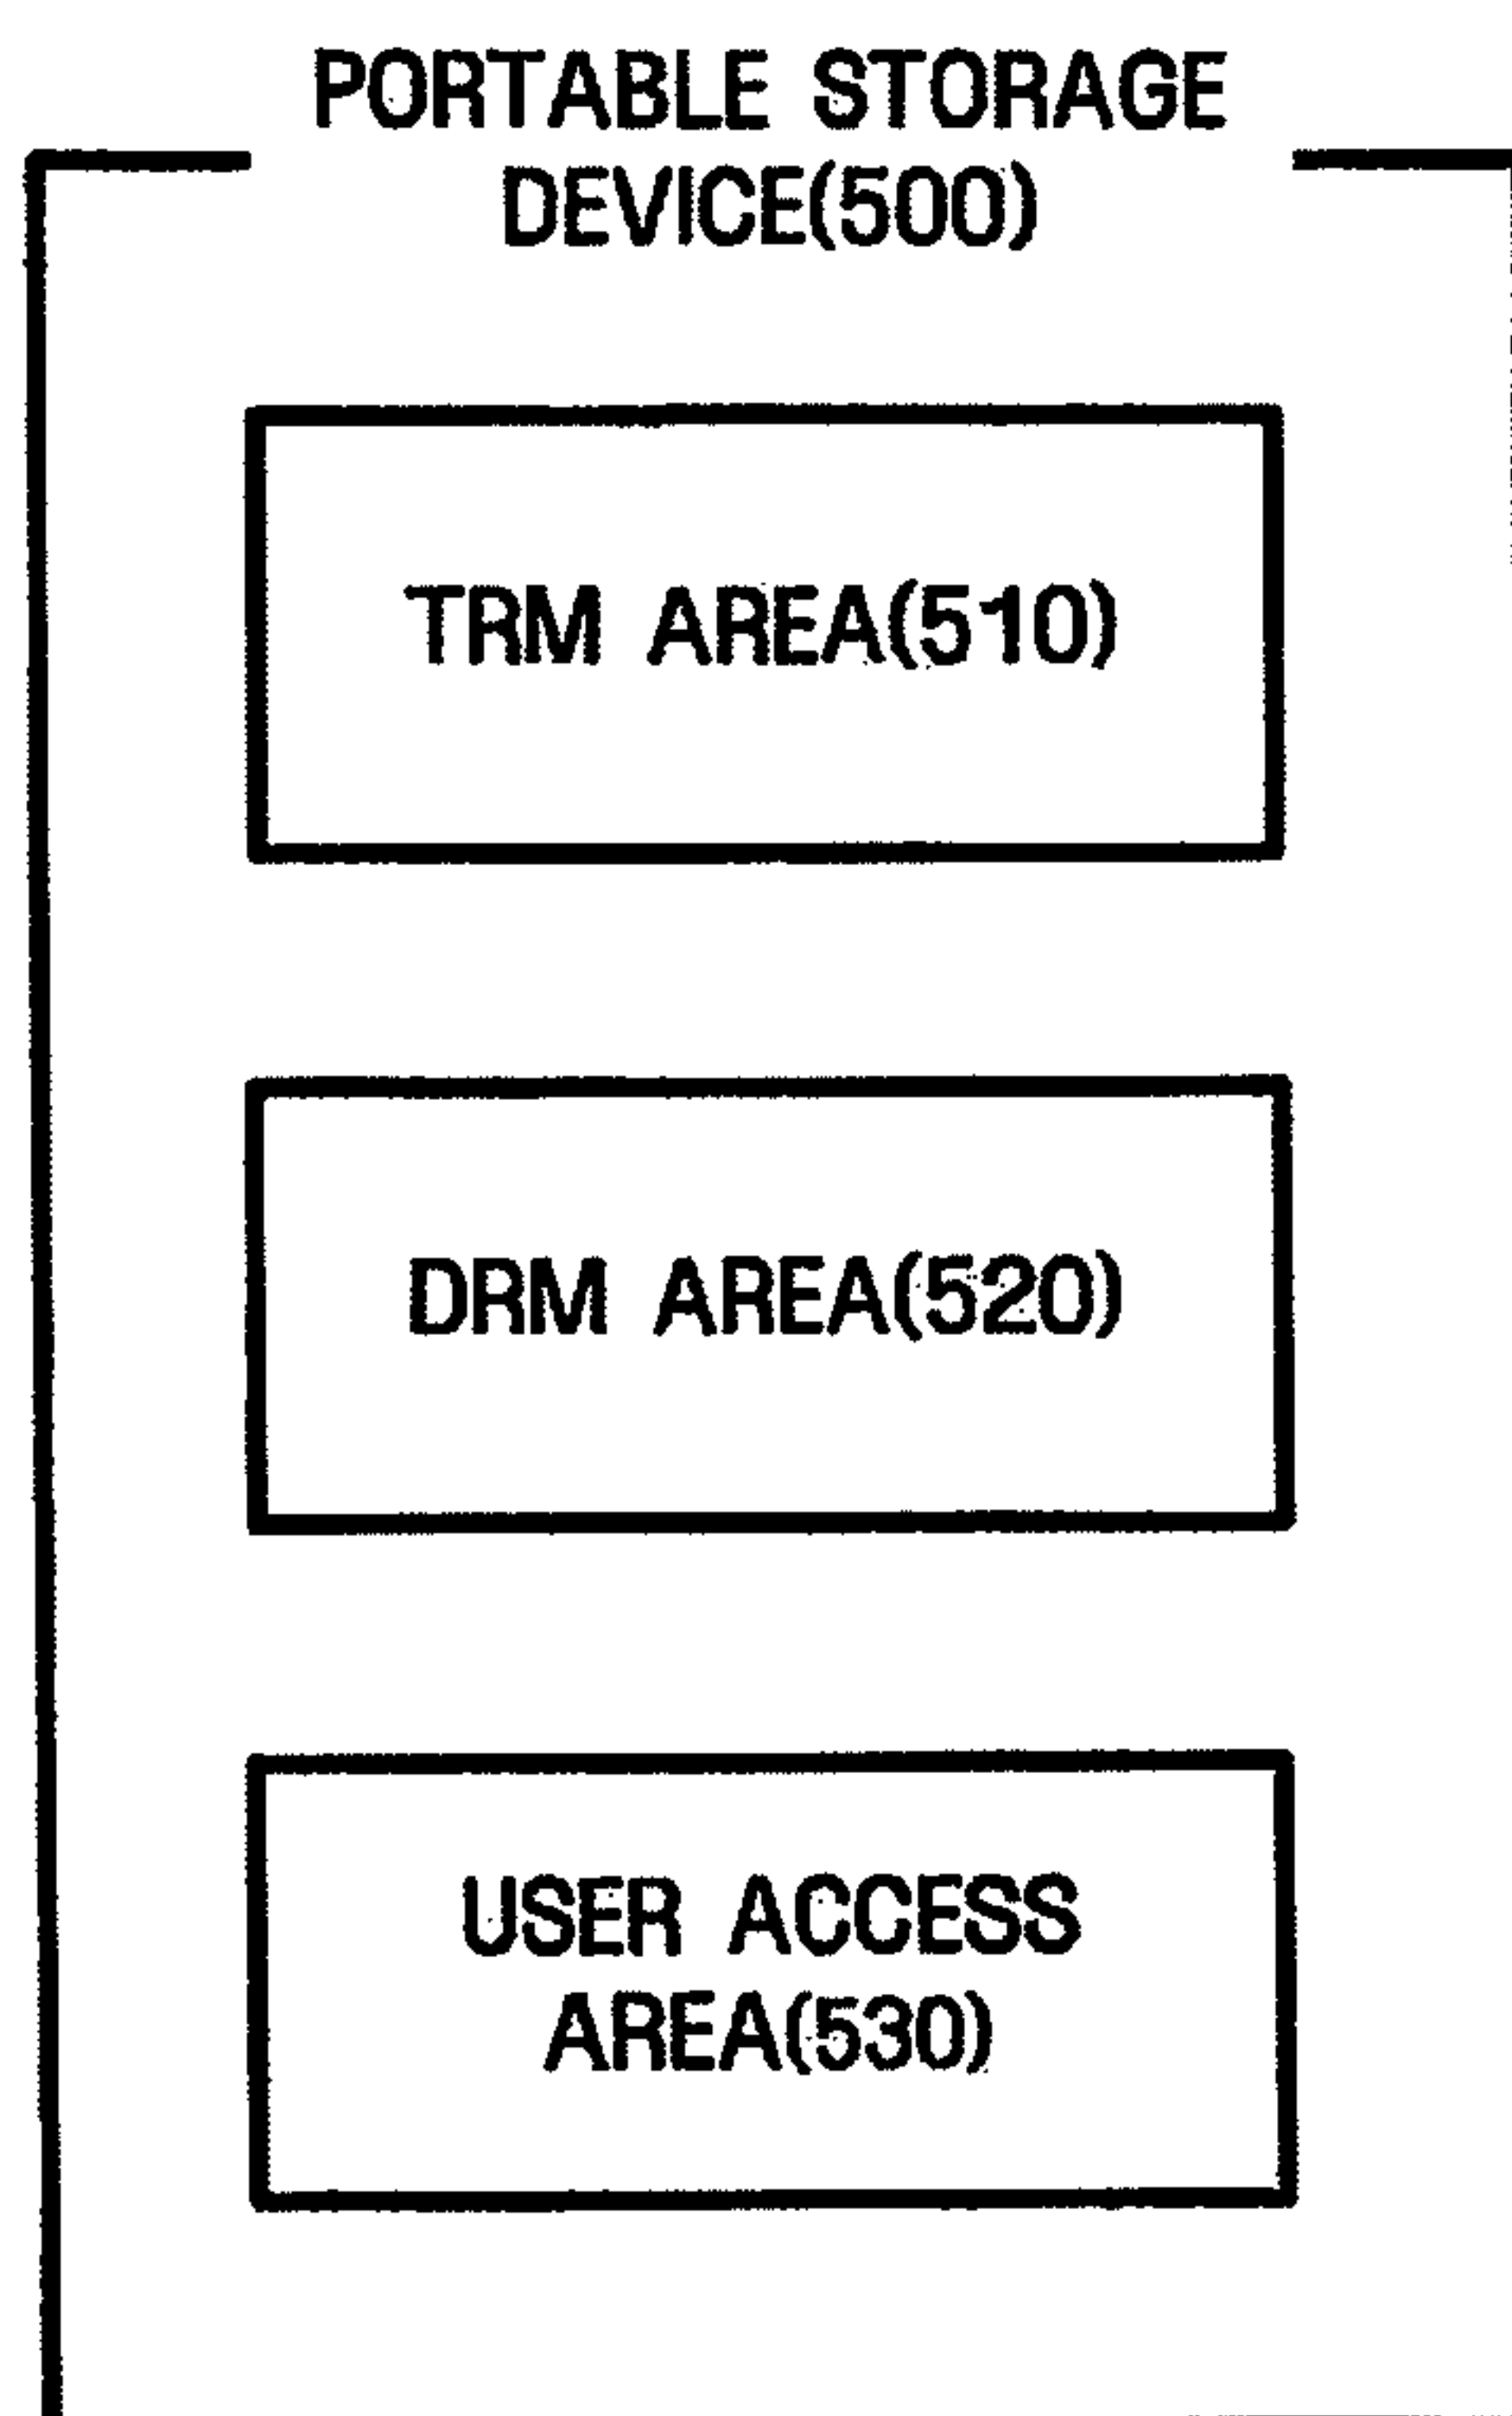 PORTABLE STORAGE
DEVICE(500)
TRM AREA(510)
DRM AREA(520)
USER ACCESS
AREA(530)